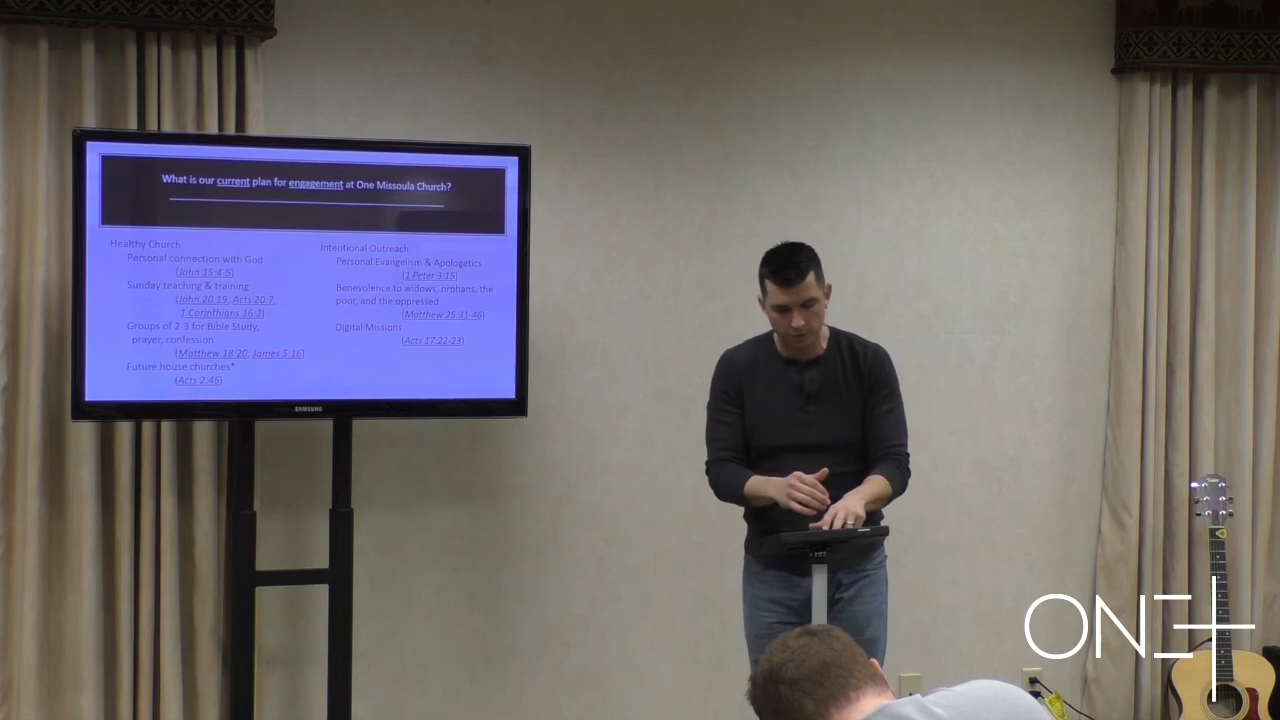 What is our current plan for engagement at One Missoula Church?
Healthy Church
Personal connection with God
(John 15:4-5)
Sunday teaching & training
(John 20:19, Acts 20:7,
1 Corinthians 16:2)
Groups of 2-3 for Bible Study,
prayer, confession
(Matthew 18:20, James 5:16)
Future house churches*
(Acts 2:46)
Intentional Outreach
Personal Evangelism & Apologetics
(1 Peter 3:15)
Benevolence to widows, orphans, the
poor, and the oppressed
(Matthew 25:31-46)
Digital Missions
(Acts 17:22-23)
SAMSUNG
ONE